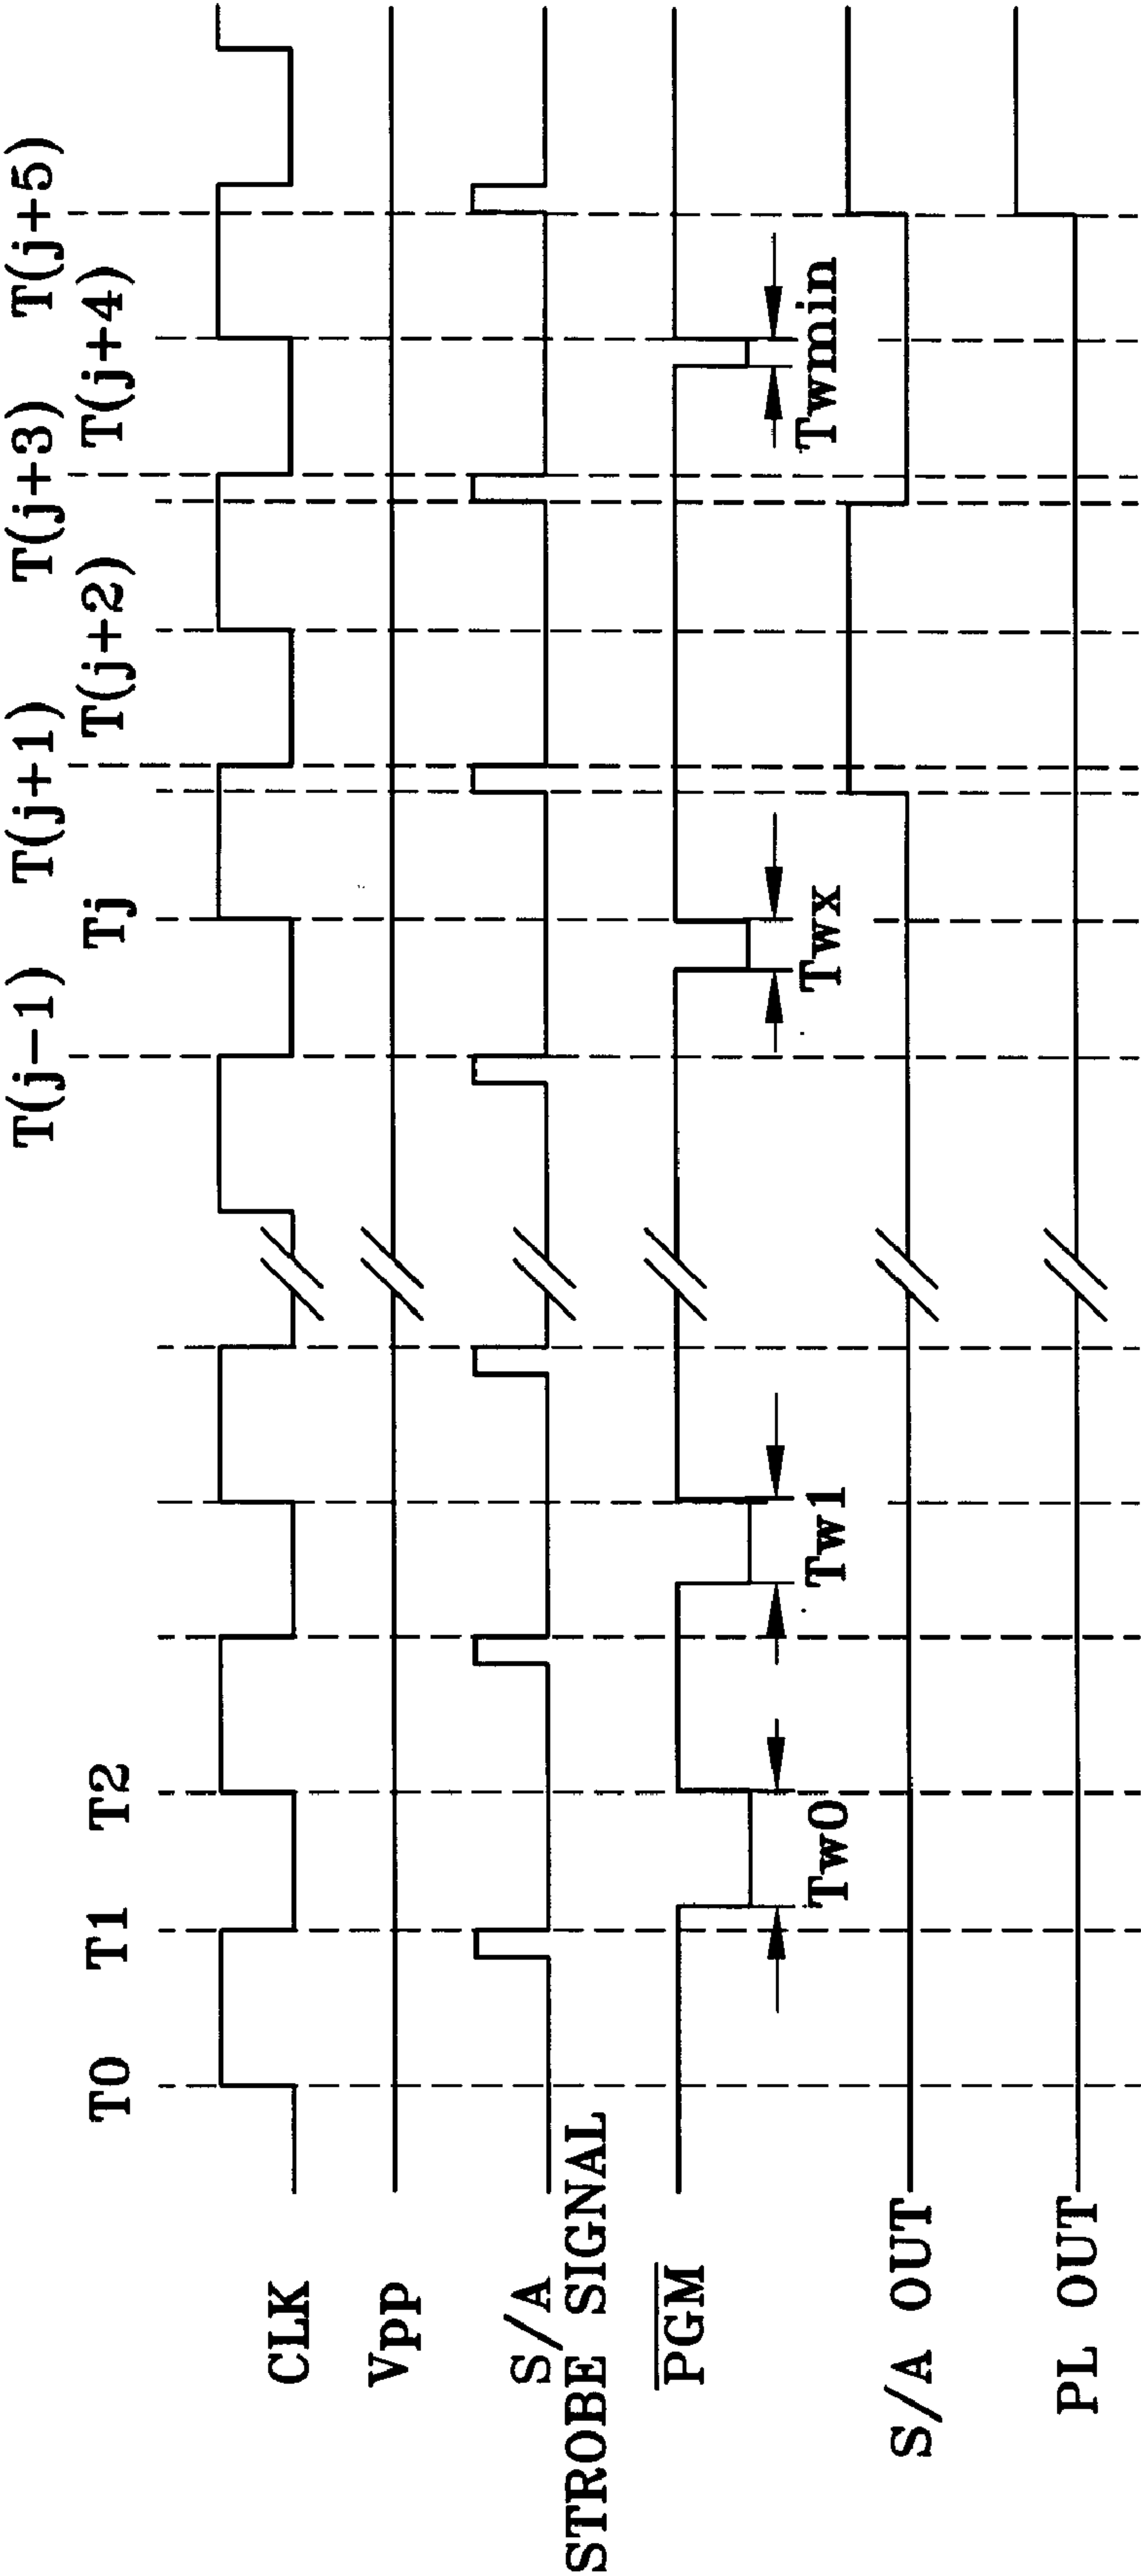 T0 T1 T2 T(j−1) Tj T(j+1) T(j+2) T(j+3) T(j+4) T(j+5)
CLK
Vpp
S/A
STROBE SIGNAL
PGM
Tw0 Tw1 Twx Twmin
S/A OUT
PL OUT